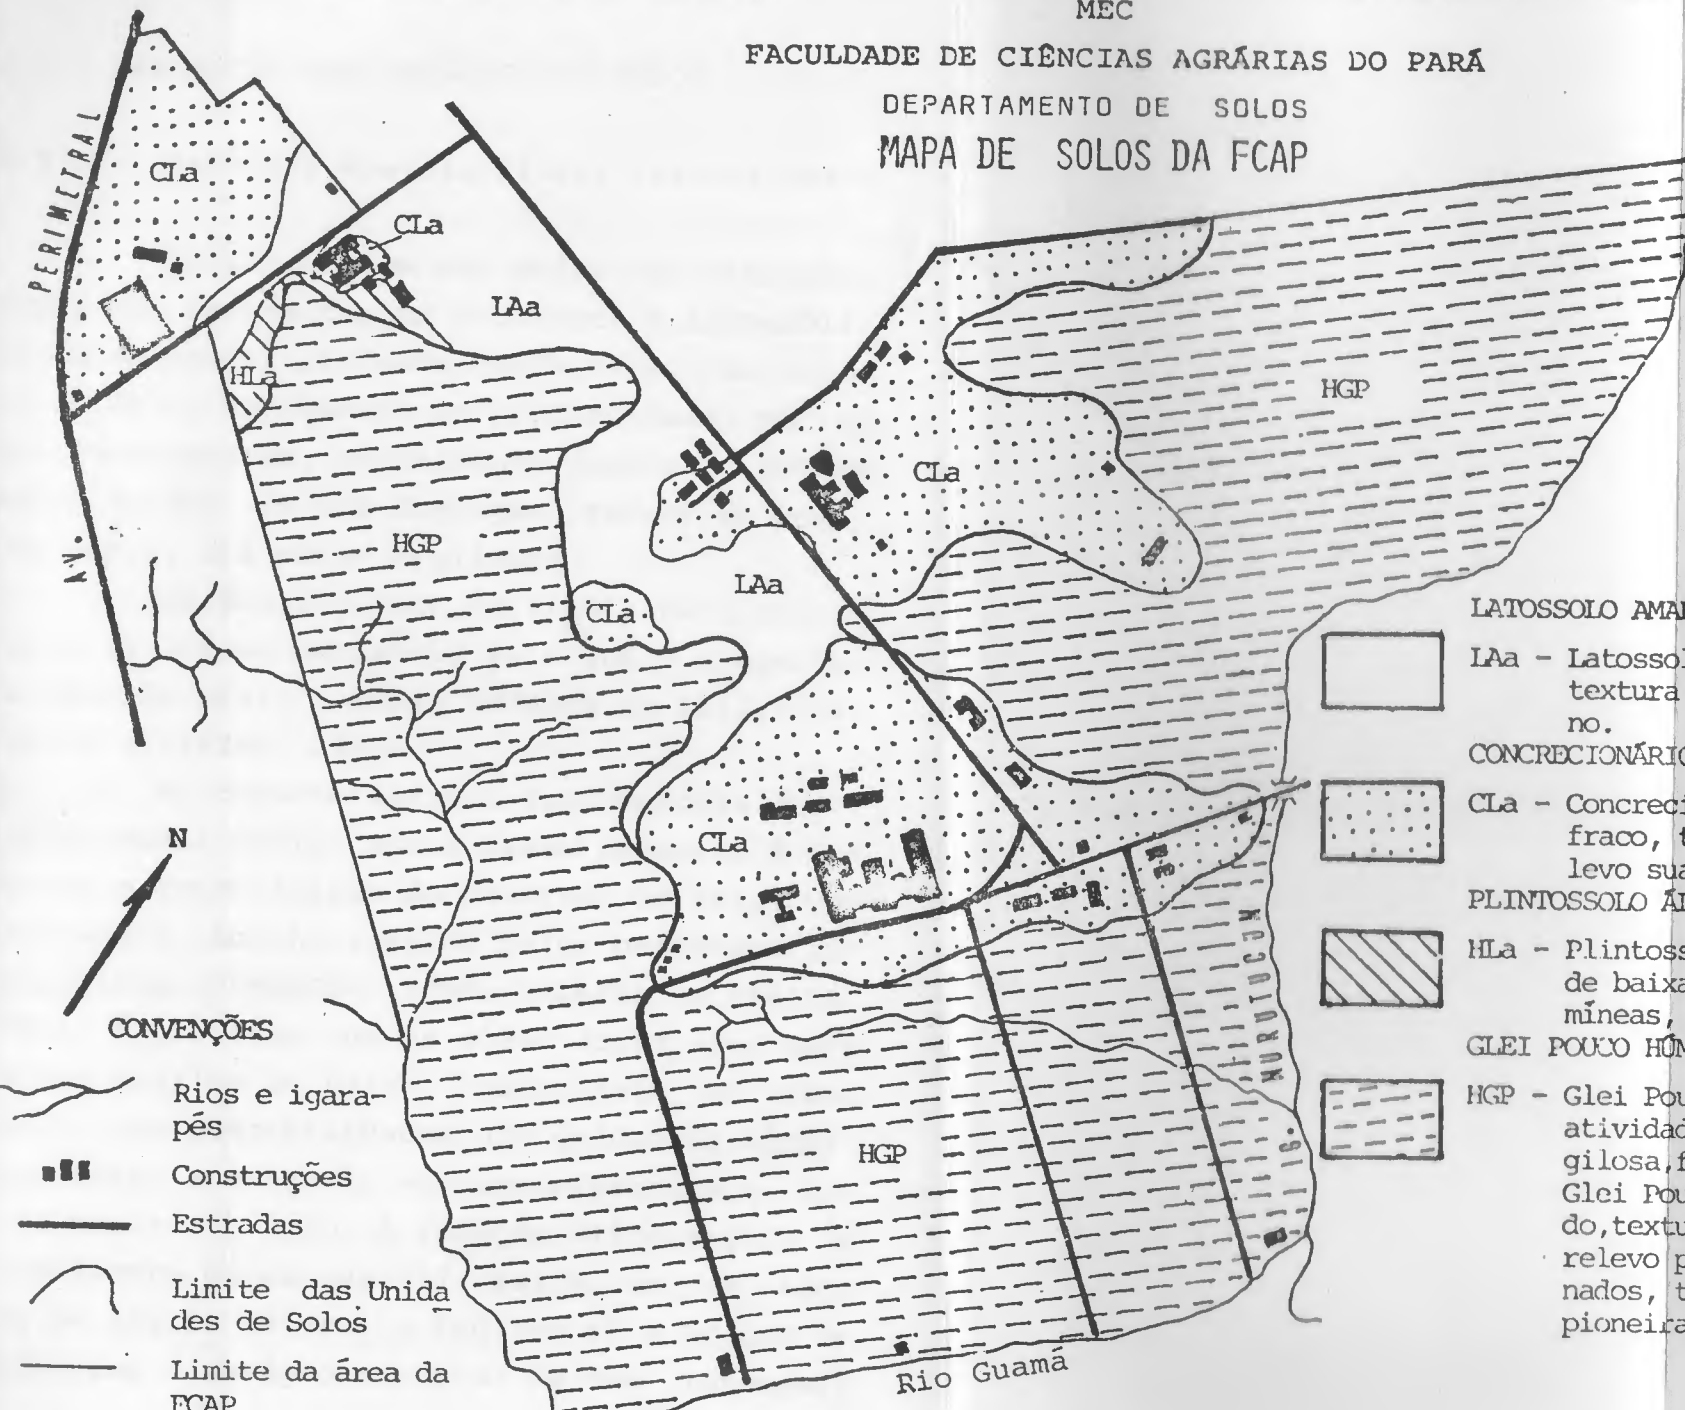 MEC
FACULDADE DE CIÊNCIAS AGRÁRIAS DO PARÁ
DEPARTAMENTO DE SOLOS
MAPA DE SOLOS DA FCAP
AV. PERIMETRAL
CLa
CLa
LAa
HLa
HGP
CLa
HGP
LAa
CLa
CLa
HGP
N
IG. MURUTUCUM
Rio Guamá
CONVENÇÕES
Rios e igara-
pés
Construções
Estradas
Limite das Unida
des de Solos
Limite da área da
FCAP
LATOSSOLO AMA
LAa - Latossol
textura
no.
CONCRECIONÁRIO
CLa - Concreci
fraco, t
levo sua
PLINTOSSOLO ÁL
HLa - Plintoss
de baixa
míneas,
GLEI POUCO HÚM
HGP - Glei Pou
atividad
gilosa,f
Glei Pou
do,textu
relevo p
nados, t
pioneira